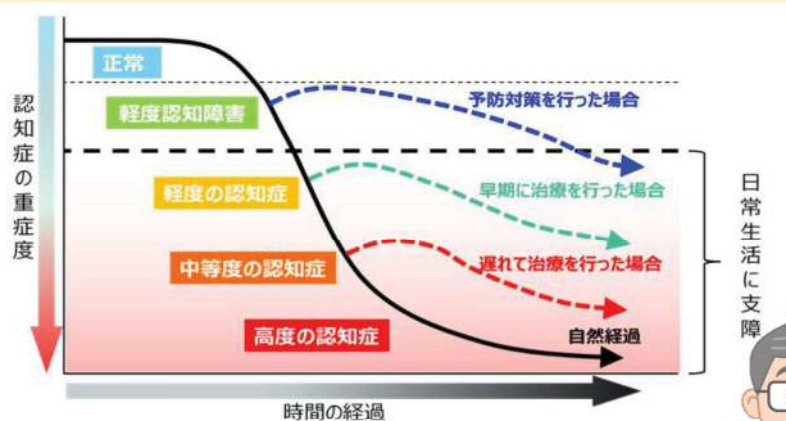 認知症の重症度
正常
軽度認知障害
予防対策を行った場合
軽度の認知症
早期に治療を行った場合
中等度の認知症
遅れて治療を行った場合
高度の認知症
自然経過
日常生活に支障
時間の経過